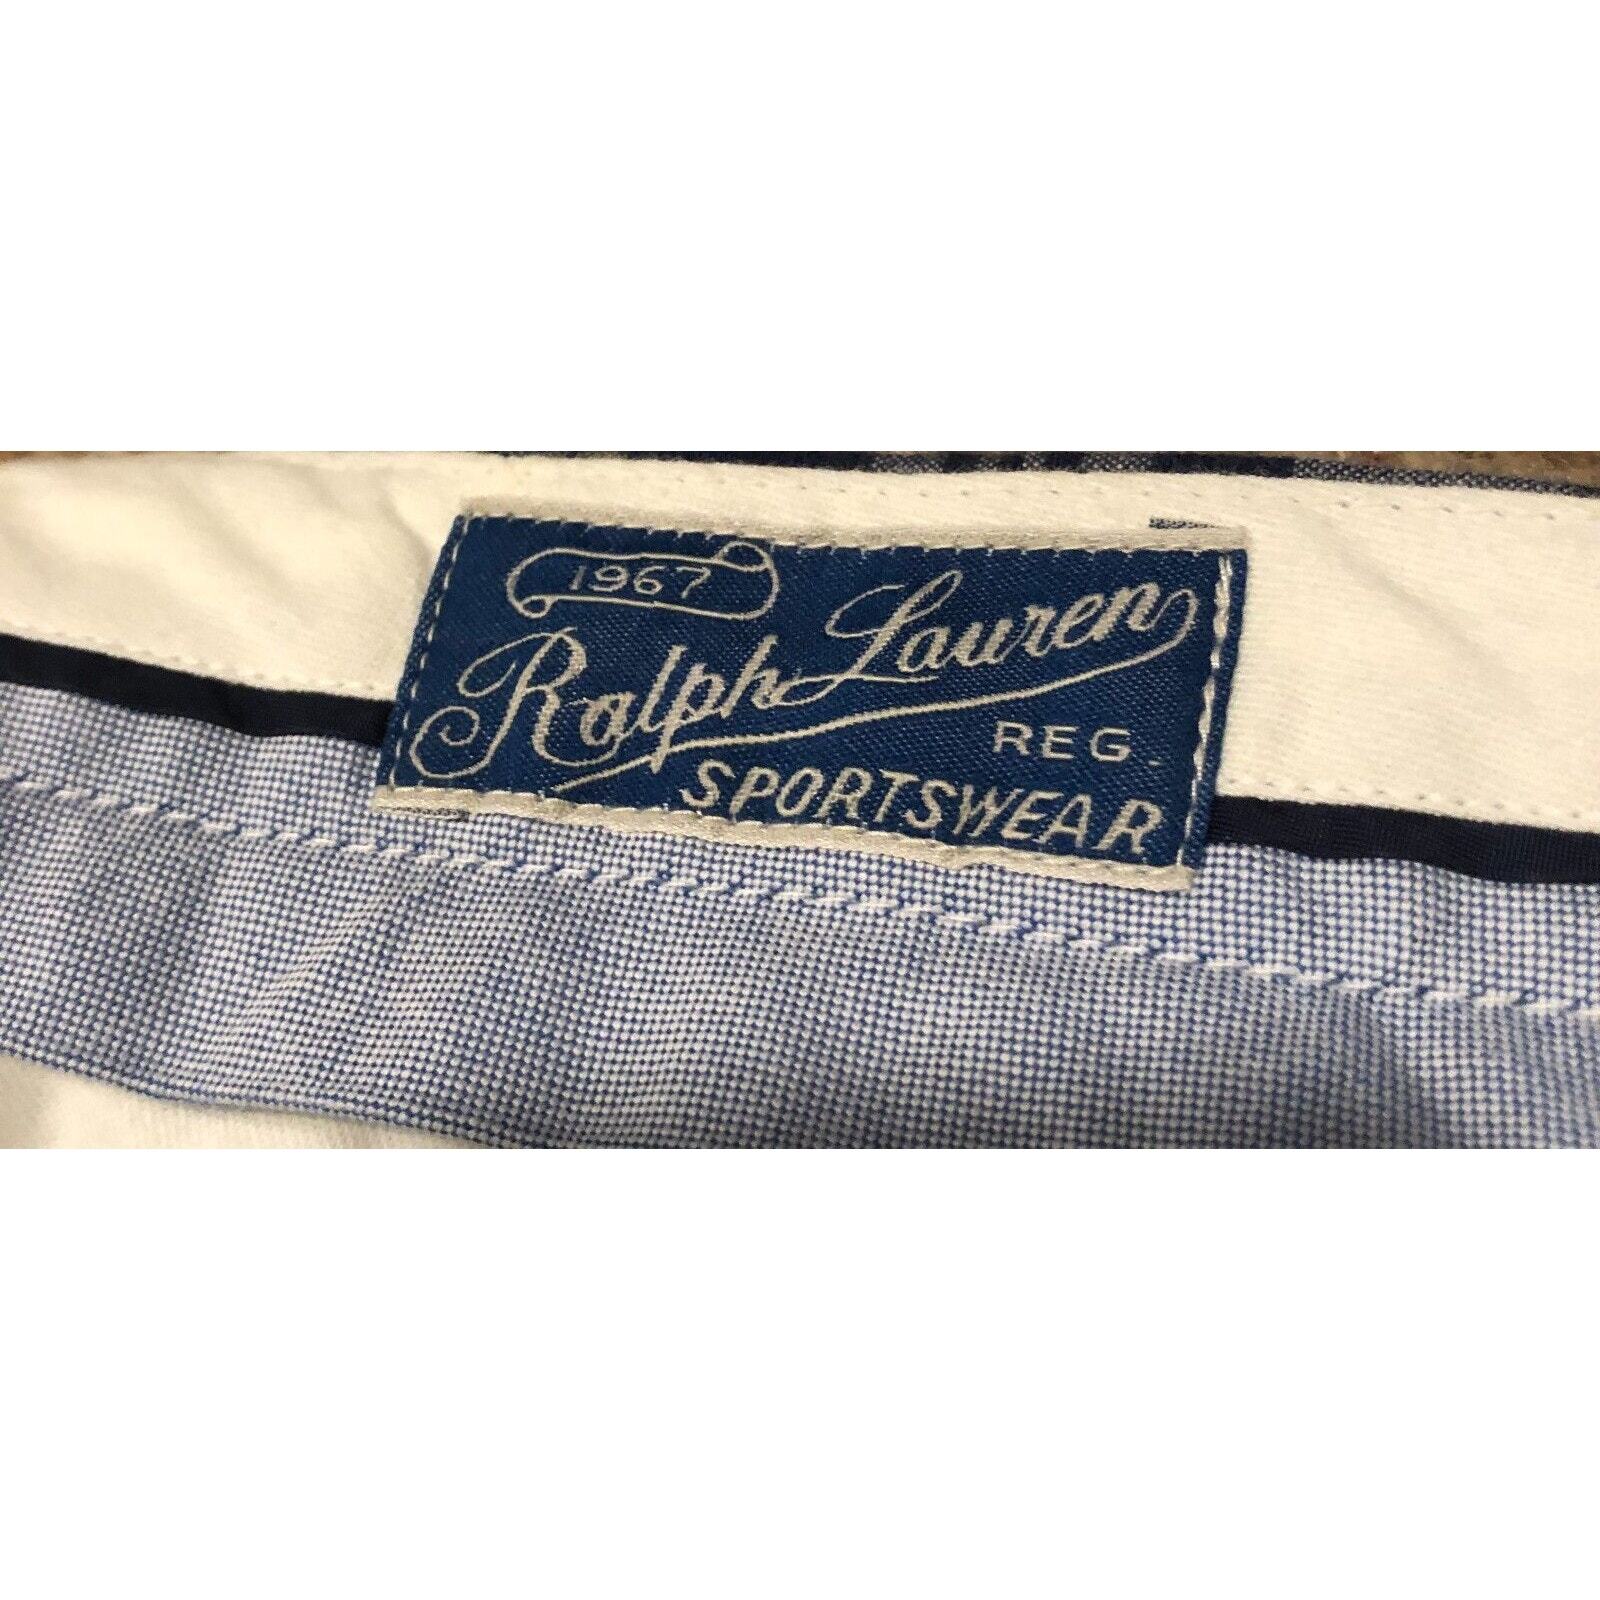 1967
Ralph Lauren
REG.
SPORTSWEAR